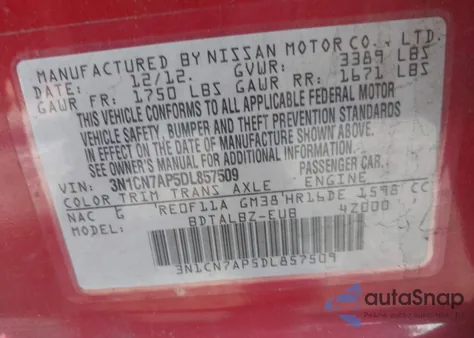 MANUFACTURED BY NISSAN MOTOR CO., LTD.
DATE: 12/12. GVWR: 3389 LBS
GAWR FR: 1750 LBS GAWR RR: 1671 LBS
THIS VEHICLE CONFORMS TO ALL APPLICABLE FEDERAL MOTOR
VEHICLE SAFETY, BUMPER AND THEFT PREVENTION STANDARDS
IN EFFECT ON THE DATE OF MANUFACTURE SHOWN ABOVE.
SEE OWNER'S MANUAL FOR ADDITIONAL INFORMATION.
VIN: 3N1CN7AP5DL857509 PASSENGER CAR.
COLOR TRIM TRANS AXLE ENGINE
NAC G RE0F11A GM38 HR16DE 1598 CC
BDTALBZ-EUB 42000
3N1CN7AP5DL857509
autoSnap